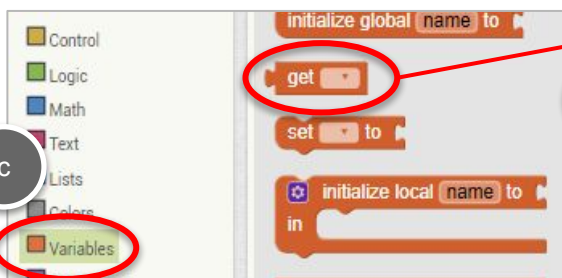 Control
Logic
Math
Text
Lists
Colors
Variables
c
initialize global name to
get
set to
initialize local name to
in